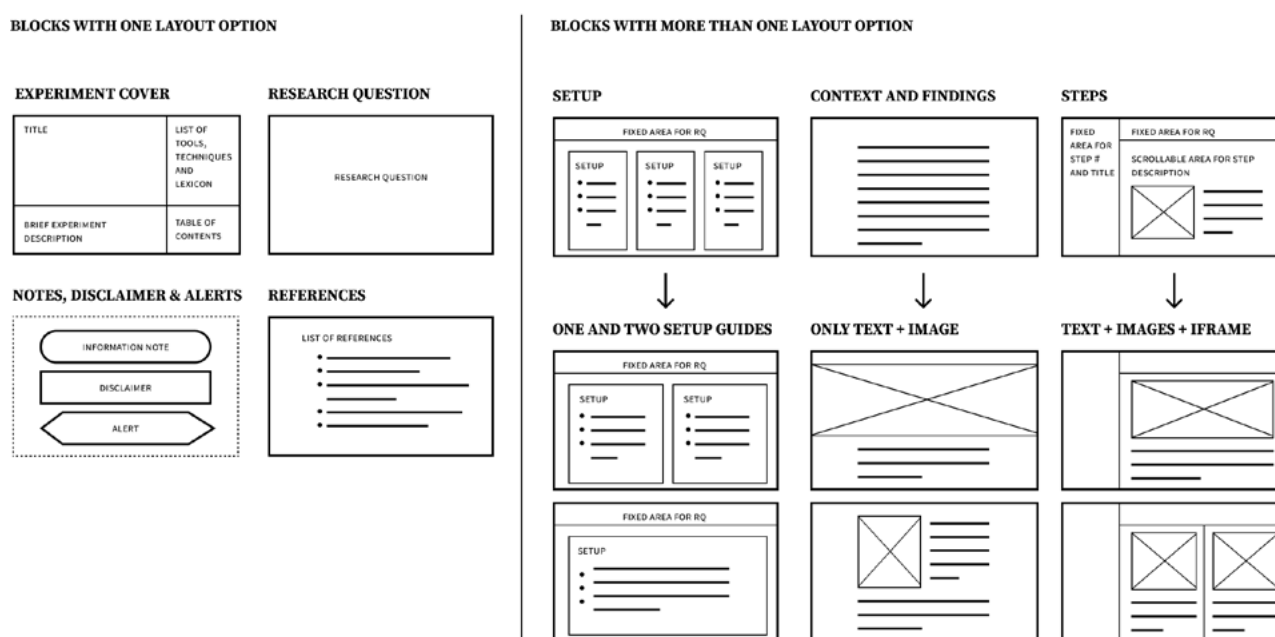 BLOCKS WITH ONE LAYOUT OPTION
EXPERIMENT COVER
TITLE
LIST OF
TOOLS,
TECHNIQUES
AND
LEXICON
BRIEF EXPERIMENT
DESCRIPTION
TABLE OF
CONTENTS
RESEARCH QUESTION
RESEARCH QUESTION
NOTES, DISCLAIMER & ALERTS
INFORMATION NOTE
DISCLAIMER
ALERT
REFERENCES
LIST OF REFERENCES
BLOCKS WITH MORE THAN ONE LAYOUT OPTION
SETUP
FIXED AREA FOR RQ
SETUP
SETUP
SETUP
CONTEXT AND FINDINGS
STEPS
FIXED
AREA FOR
STEP #
AND TITLE
FIXED AREA FOR RQ
SCROLLABLE AREA FOR STEP
DESCRIPTION
ONE AND TWO SETUP GUIDES
FIXED AREA FOR RQ
SETUP
SETUP
FIXED AREA FOR RQ
SETUP
ONLY TEXT + IMAGE
TEXT + IMAGES + IFRAME